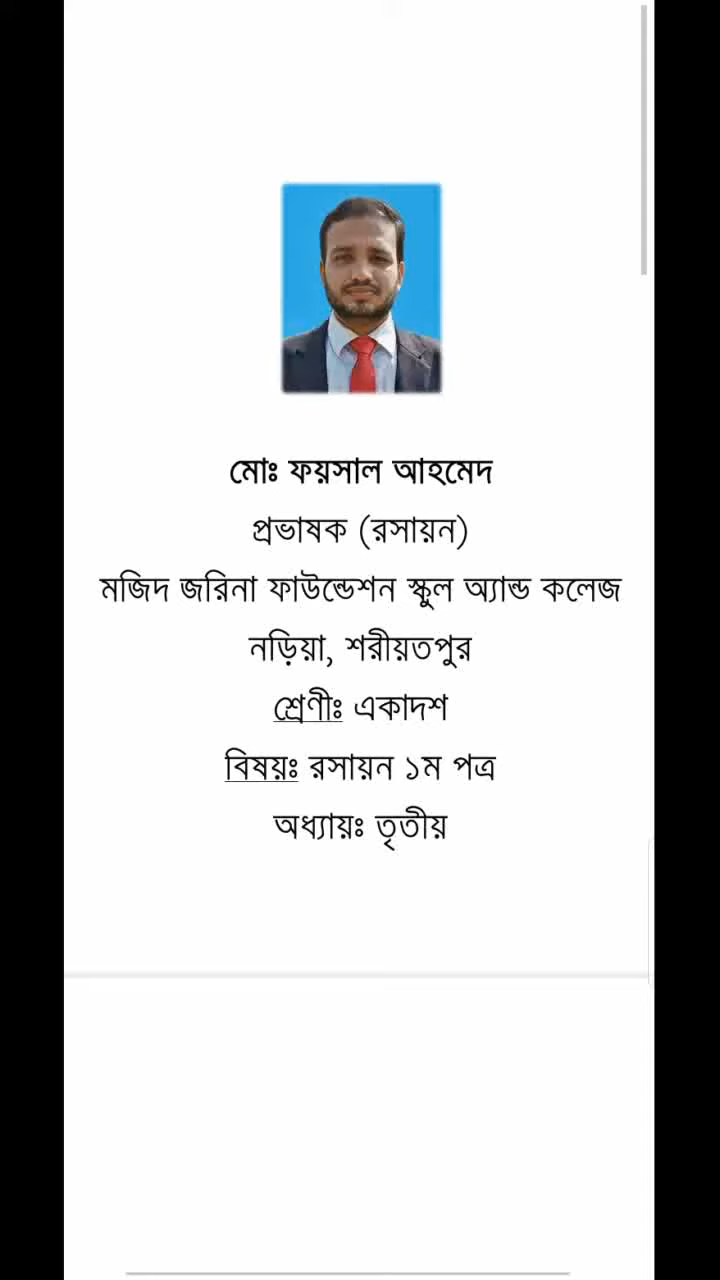 মোঃ ফয়সাল আহমেদ
প্রভাষক (রসায়ন)
মজিদ জরিনা ফাউন্ডেশন স্কুল অ্যান্ড কলেজ
নড়িয়া, শরীয়তপুর
শ্রেণীঃ একাদশ
বিষয়ঃ রসায়ন ১ম পত্র
অধ্যায়ঃ তৃতীয়